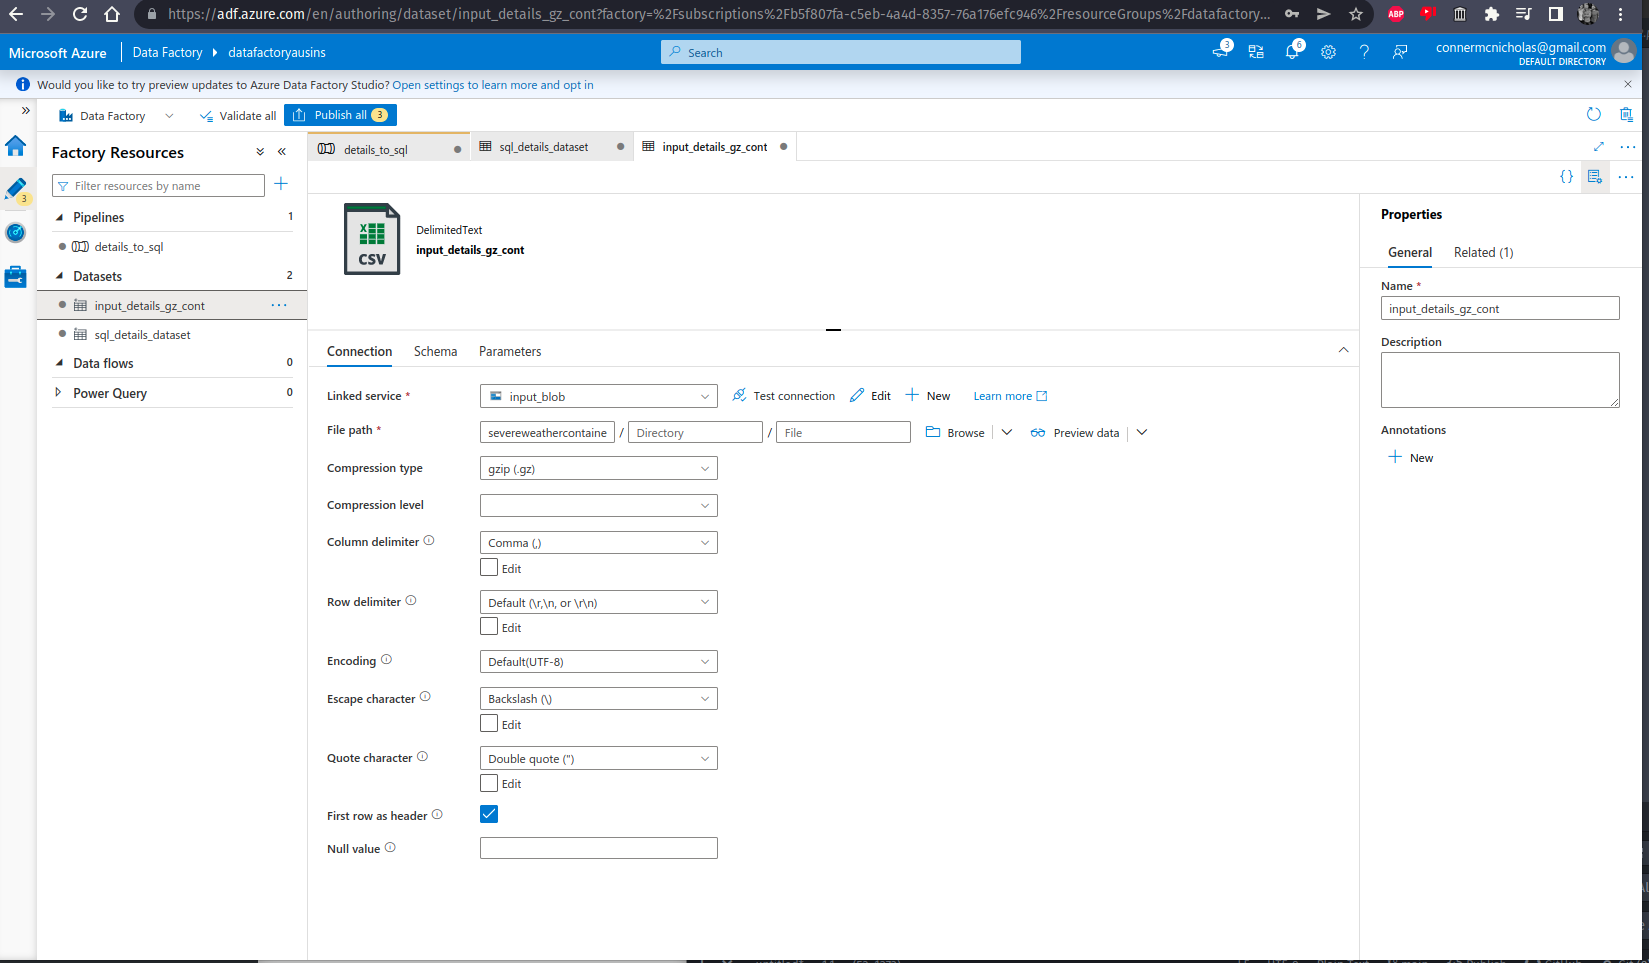 https://adf.azure.com/en/authoring/dataset/input_details_gz_cont?factory=%2Fsubscriptions%2Fb5f807fa-c5eb-4a4d-8357-76a176efc946%2FresourceGroups%2Fdatafactory...
ABP
Microsoft Azure
Data Factory
datafactoryausins
Search
3
6
connermcnicholas@gmail.com
DEFAULT DIRECTORY
Would you like to try preview updates to Azure Data Factory Studio? Open settings to learn more and opt in
Data Factory
Validate all
Publish all 3
3
Factory Resources
Filter resources by name
Pipelines 1
details_to_sql
Datasets 2
input_details_gz_cont
sql_details_dataset
Data flows 0
Power Query 0
details_to_sql
sql_details_dataset
input_details_gz_cont
{}
CSV
DelimitedText
input_details_gz_cont
Connection
Schema
Parameters
Linked service * input_blob Test connection Edit New Learn more
File path * severeweathercontaine / Directory / File Browse Preview data
Compression type gzip (.gz)
Compression level
Column delimiter Comma (,)
Edit
Row delimiter Default (\r,\n, or \r\n)
Edit
Encoding Default(UTF-8)
Escape character Backslash (\)
Edit
Quote character Double quote (")
Edit
First row as header
Null value
Properties
General
Related (1)
Name *
input_details_gz_cont
Description
Annotations
New